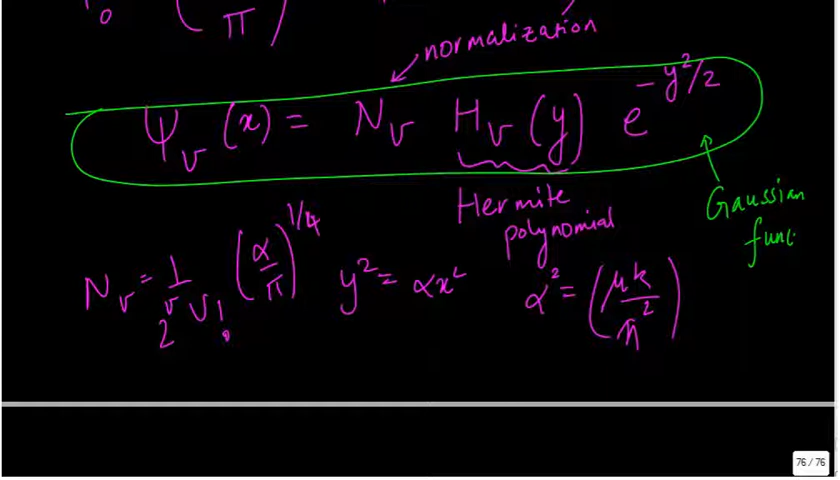 ( π )
normalization
Ψ_v (x) = N_v H_v (y) e^{-y²/2}
Hermite polynomial
Gaussian func
N_v = 1/(2^v v!) (α/π)^{1/4} y² = αx² α² = (μk/ħ²)
76 / 76